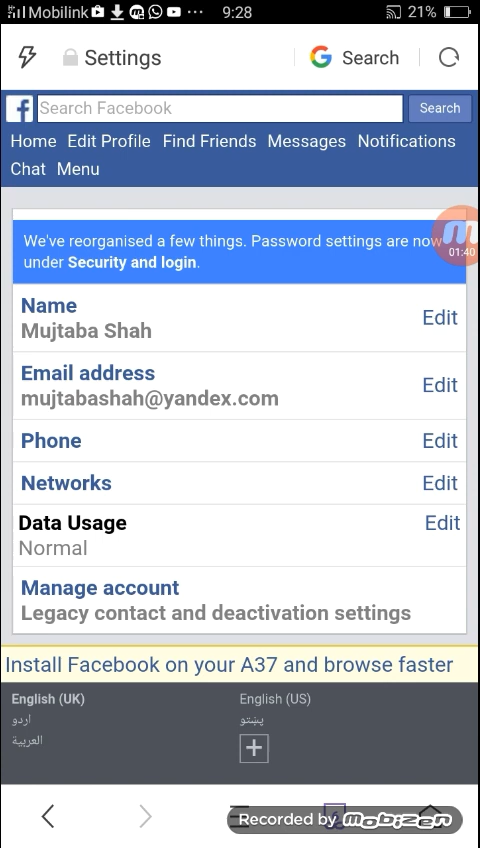 Mobilink 9:28 21%
Settings Search
f Search Facebook Search
Home Edit Profile Find Friends Messages Notifications
Chat Menu
We've reorganised a few things. Password settings are now
under Security and login.
01:40
Name
Mujtaba Shah
Edit
Email address
mujtabashah@yandex.com
Edit
Phone Edit
Networks Edit
Data Usage Edit
Normal
Manage account
Legacy contact and deactivation settings
Install Facebook on your A37 and browse faster
English (UK) English (US)
اردو پښتو
العربية
Recorded by mobizen